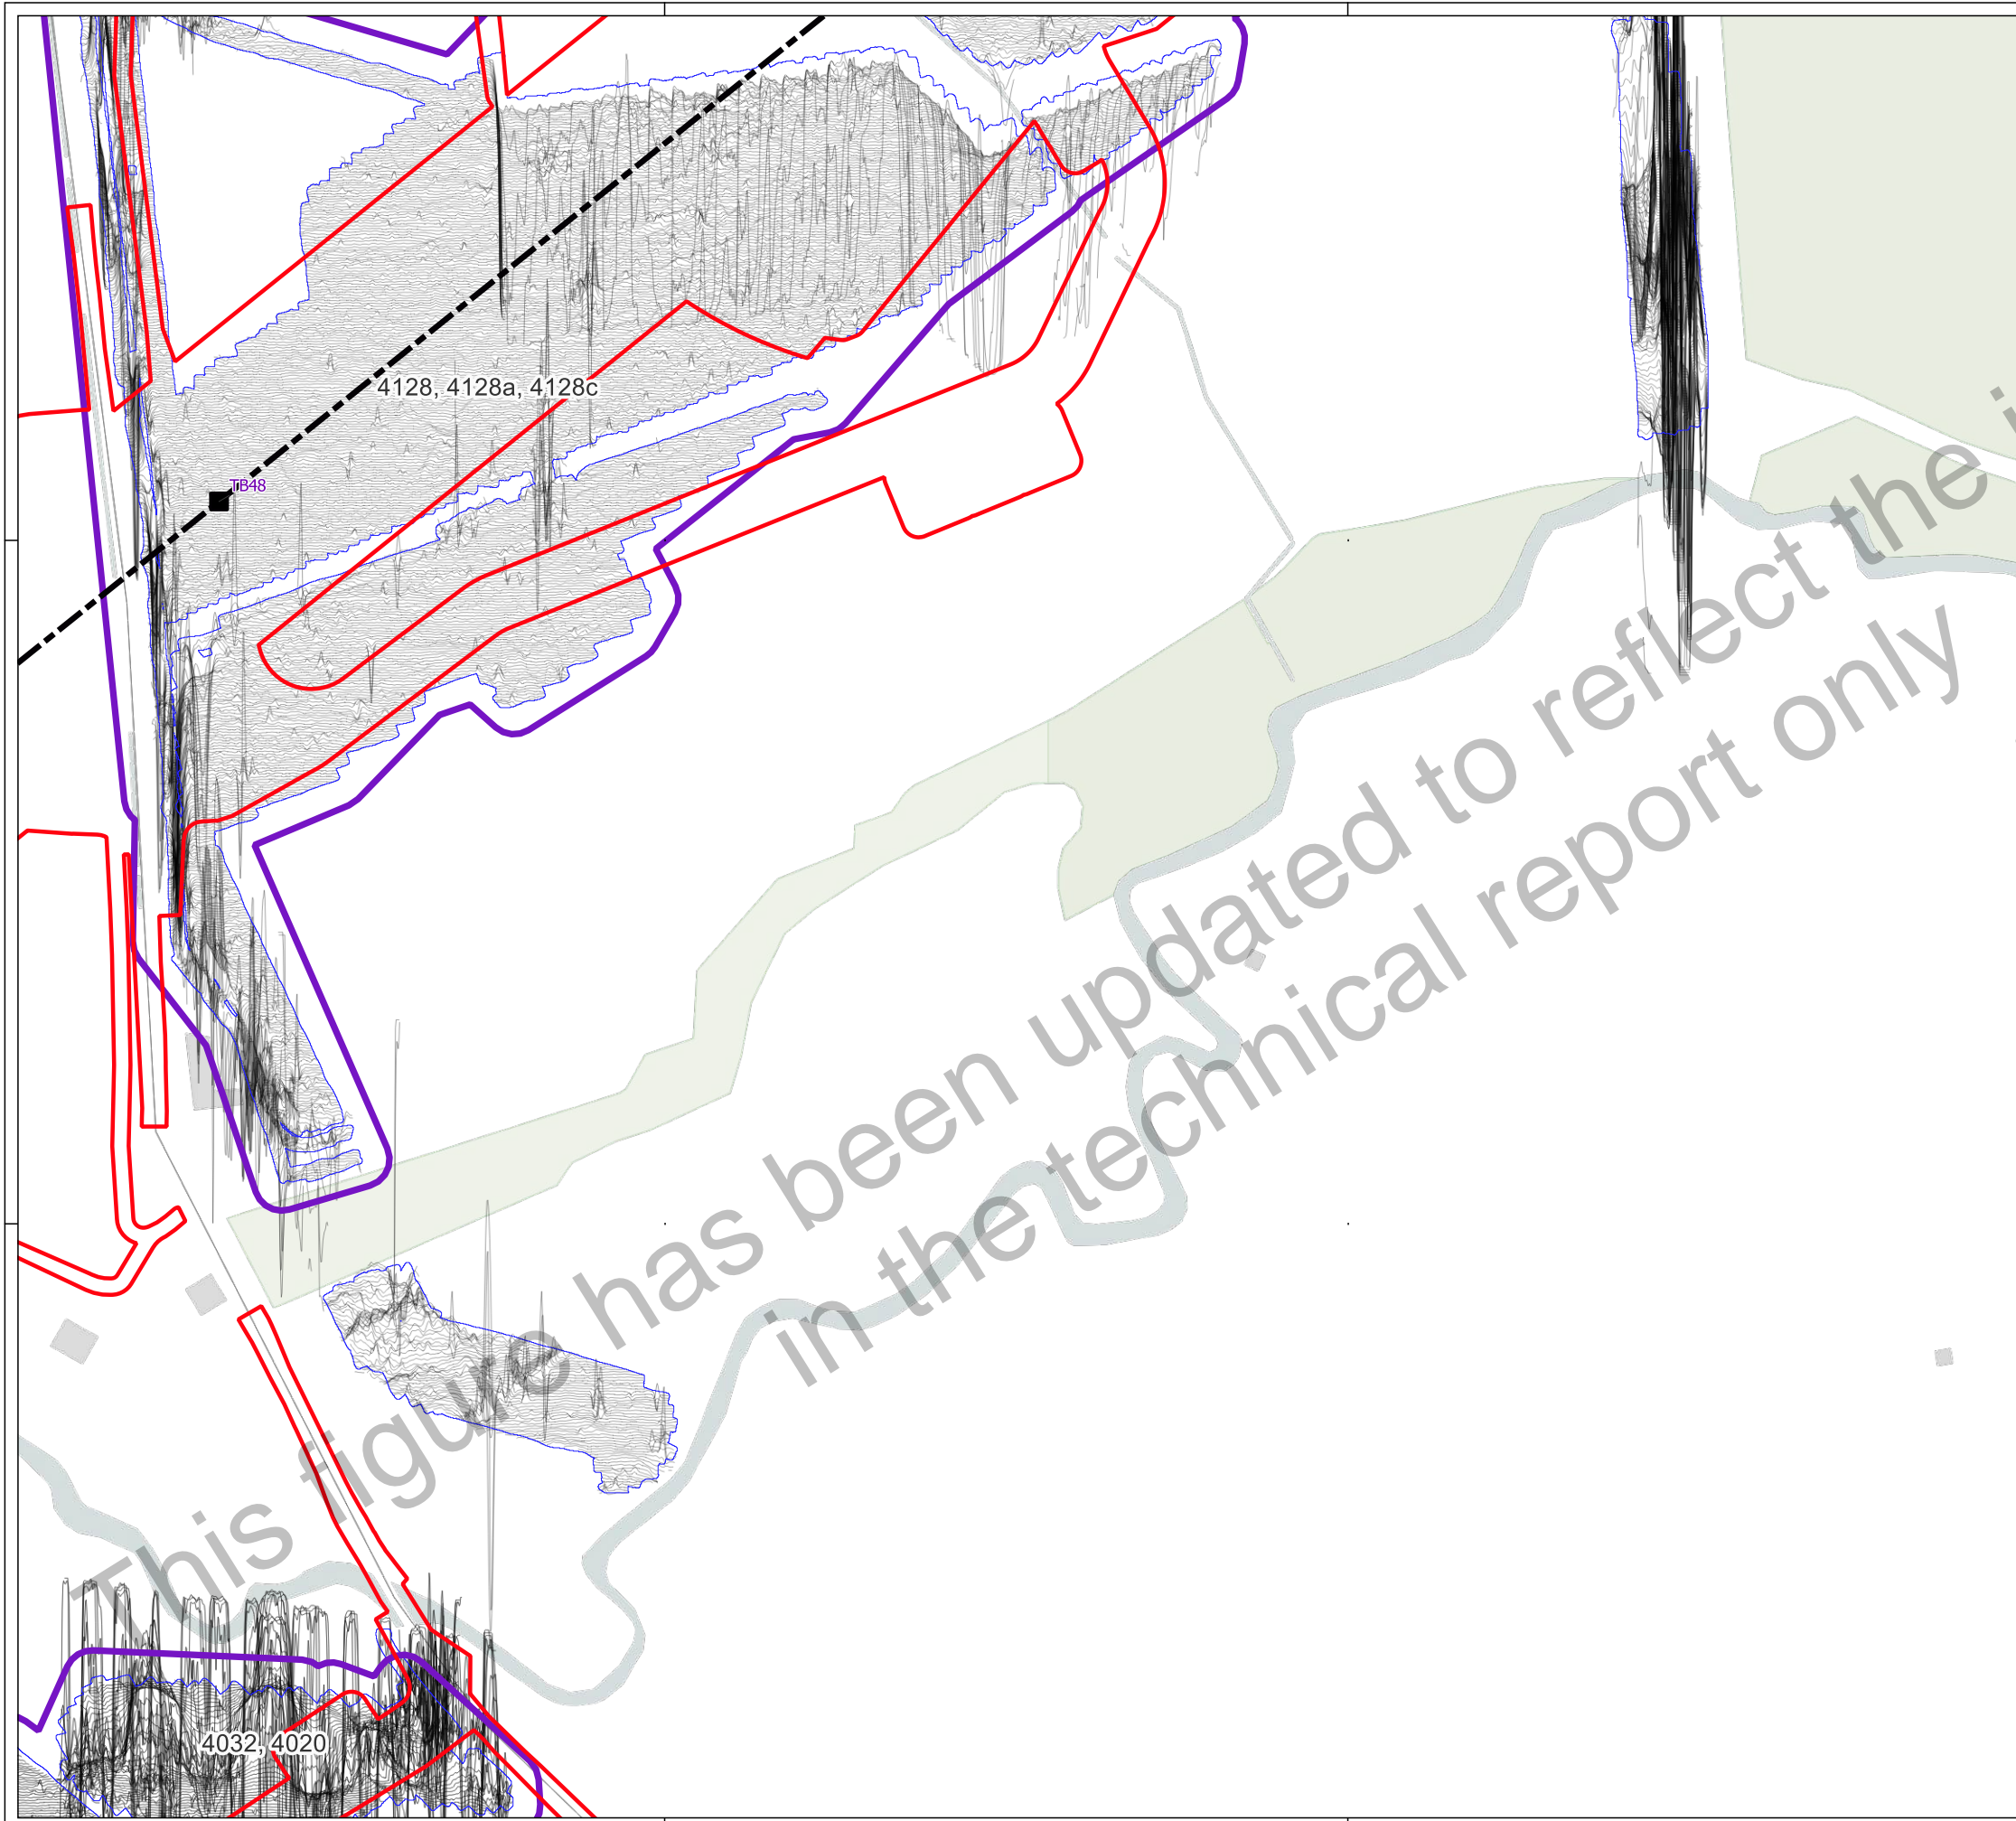 4128, 4128a, 4128c
TB48
This figure has been updated to reflect the
in the technical report only
4032, 4020